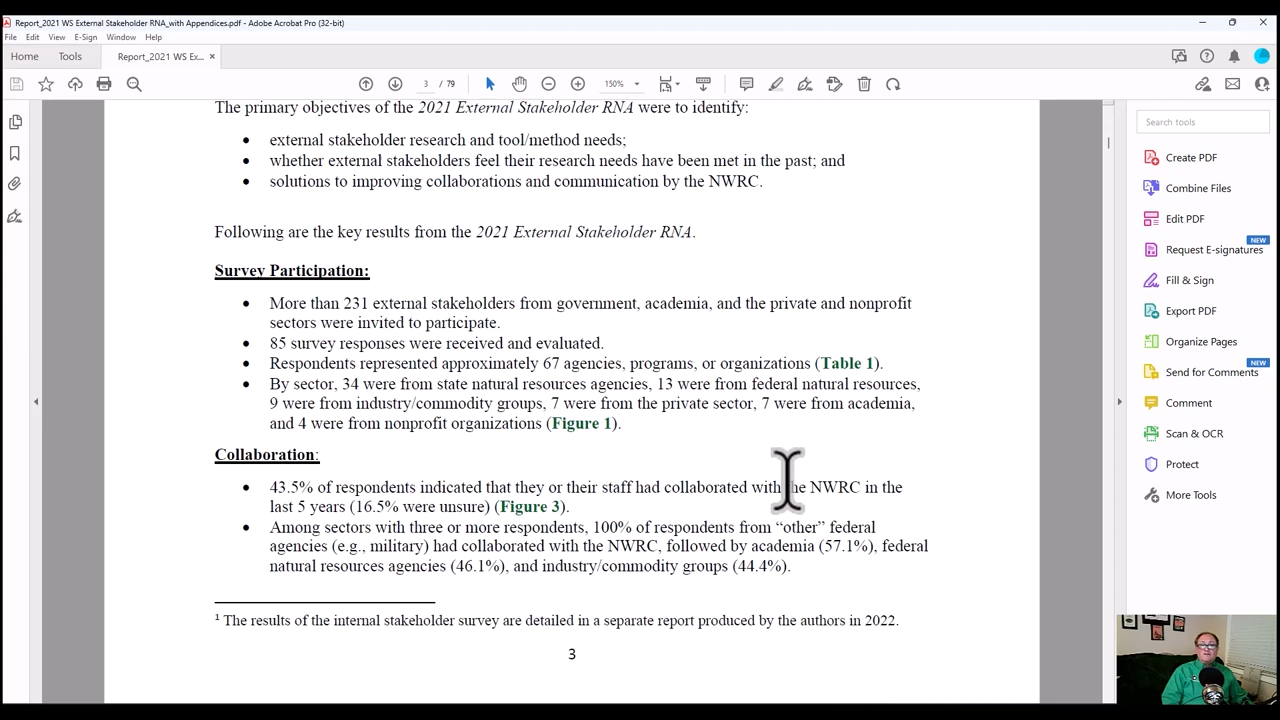 Report_2021 WS External Stakeholder RNA_with Appendices.pdf - Adobe Acrobat Pro (32-bit)
File Edit View E-Sign Window Help
Home Tools Report_2021 WS Ex... ×
3 / 79 150%
The primary objectives of the 2021 External Stakeholder RNA were to identify:
• external stakeholder research and tool/method needs;
• whether external stakeholders feel their research needs have been met in the past; and
• solutions to improving collaborations and communication by the NWRC.
Following are the key results from the 2021 External Stakeholder RNA.
Survey Participation:
• More than 231 external stakeholders from government, academia, and the private and nonprofit
sectors were invited to participate.
• 85 survey responses were received and evaluated.
• Respondents represented approximately 67 agencies, programs, or organizations (Table 1).
• By sector, 34 were from state natural resources agencies, 13 were from federal natural resources,
9 were from industry/commodity groups, 7 were from the private sector, 7 were from academia,
and 4 were from nonprofit organizations (Figure 1).
Collaboration:
• 43.5% of respondents indicated that they or their staff had collaborated with the NWRC in the
last 5 years (16.5% were unsure) (Figure 3).
• Among sectors with three or more respondents, 100% of respondents from “other” federal
agencies (e.g., military) had collaborated with the NWRC, followed by academia (57.1%), federal
natural resources agencies (46.1%), and industry/commodity groups (44.4%).
1 The results of the internal stakeholder survey are detailed in a separate report produced by the authors in 2022.
3
Search tools
Create PDF
Combine Files
Edit PDF
NEW
Request E-signatures
Fill & Sign
Export PDF
Organize Pages
NEW
Send for Comments
Comment
Scan & OCR
Protect
More Tools